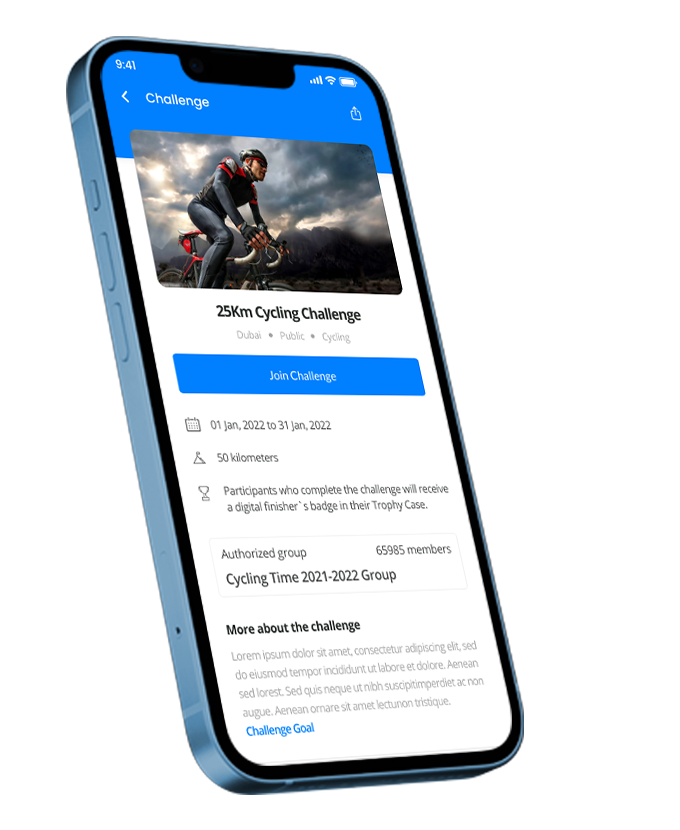 9:41
Challenge
25Km Cycling Challenge
Dubai • Public • Cycling
Join Challenge
01 Jan, 2022 to 31 Jan, 2022
50 kilometers
Participants who complete the challenge will receive
a digital finisher`s badge in their Trophy Case.
Authorized group 65985 members
Cycling Time 2021-2022 Group
More about the challenge
Lorem ipsum dolor sit amet, consectetur adipiscing elit, sed
do eiusmod tempor incididunt ut labore et dolore. Aenean
sed lorest. Sed quis neque ut nibh suscipitimperdiet ac non
augue. Aenean ornare sit amet lectunon tristique.
Challenge Goal